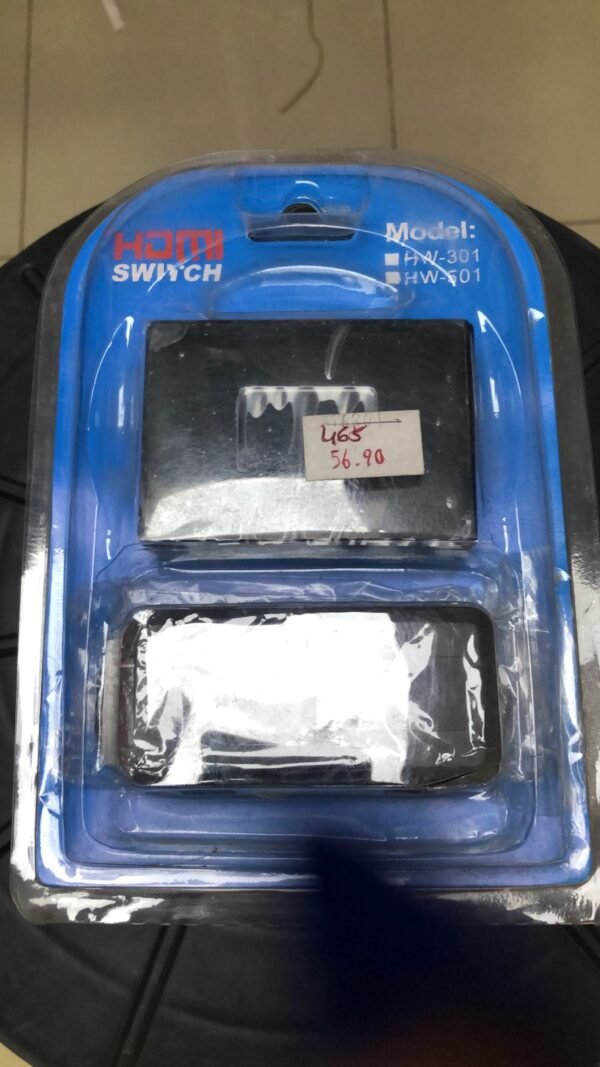 HDMI
SWITCH
Model:
HW-301
HW-501
465
56.90